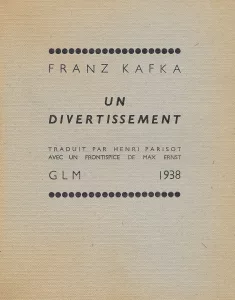 FRANZ KAFKA
UN
DIVERTISSEMENT
TRADUIT PAR HENRI PARISOT
AVEC UN FRONTISPICE DE MAX ERNST
GLM 1938